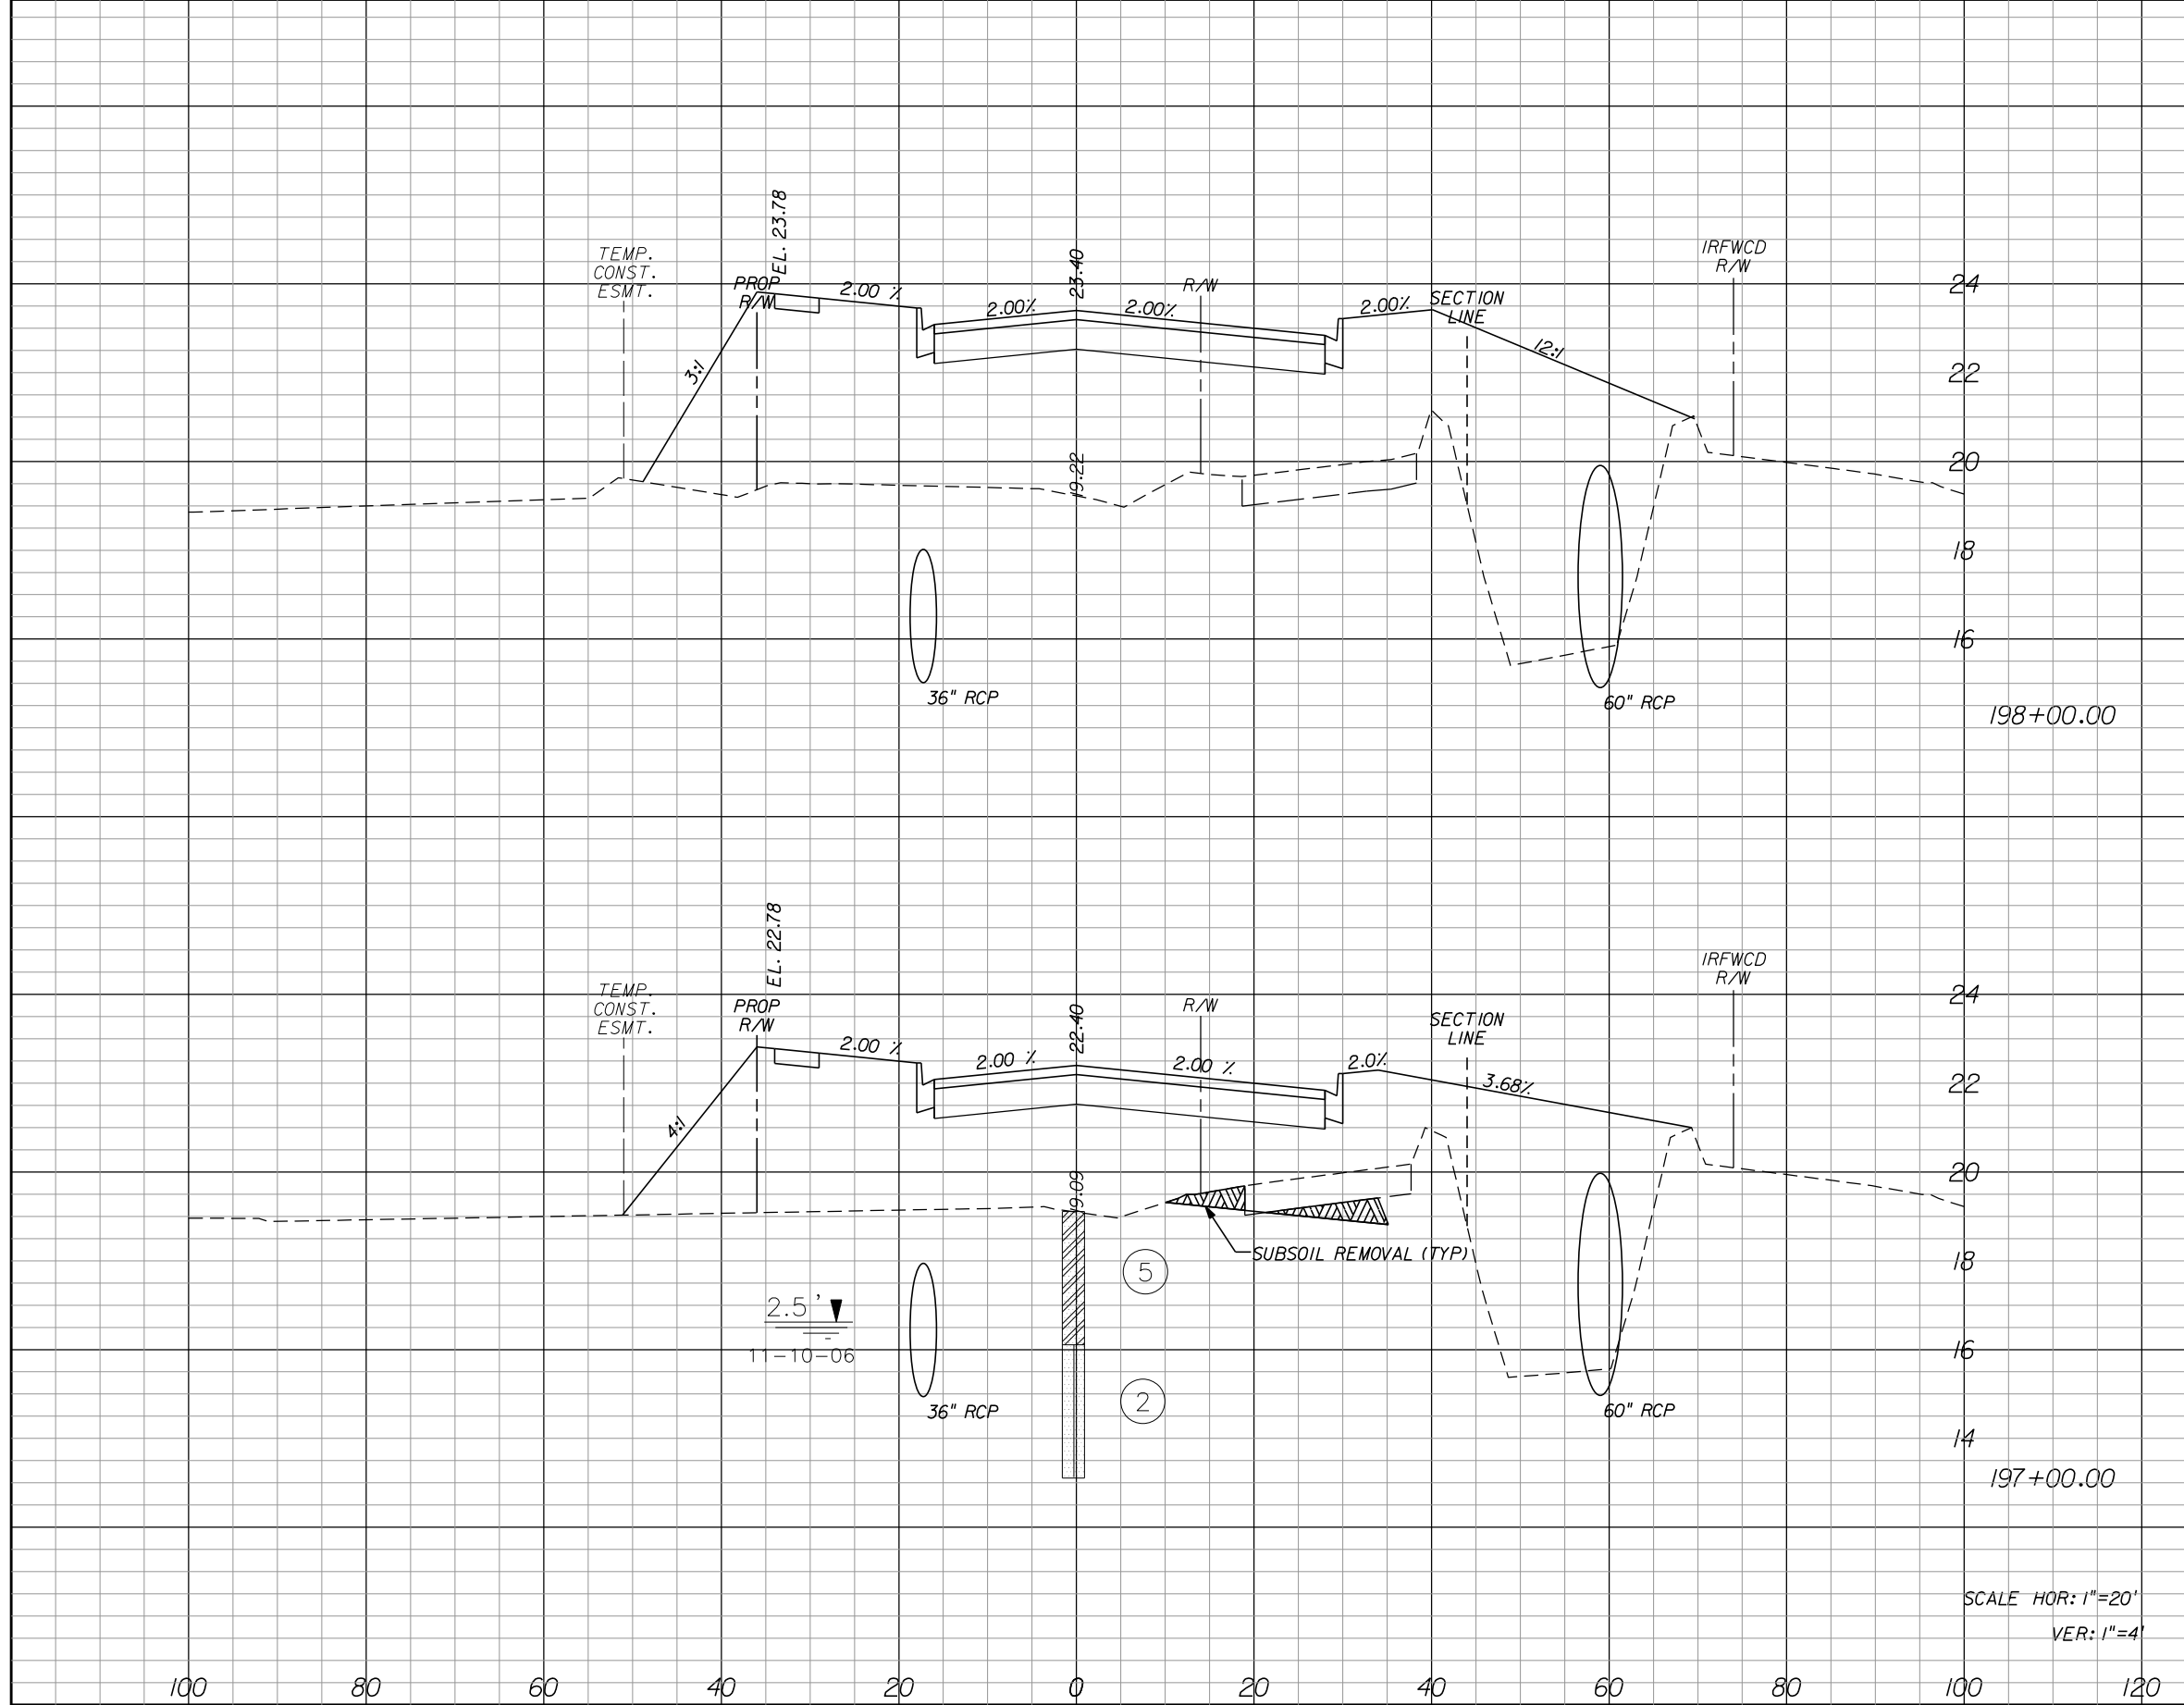 EL. 23.78
TEMP.
CONST.
ESMT.
PROP
R/W
2.00 %
2.00%
23.40
2.00%
R/W
2.00%
SECTION
LINE
12:1
IRFWCD
R/W
24
3:1
22
9.22
20
18
16
36" RCP
60" RCP
198+00.00
EL. 22.78
TEMP.
CONST.
ESMT.
PROP
R/W
2.00 %
2.00 %
22.40
R/W
2.00 %
2.0%
SECTION
LINE
3.68%
IRFWCD
R/W
24
22
4:1
9.09
20
SUBSOIL REMOVAL (TYP)
5
18
2.5'
11-10-06
16
2
36" RCP
60" RCP
14
197+00.00
SCALE HOR: 1"=20'
VER: 1"=4'
100 80 60 40 20 0 20 40 60 80 100 120